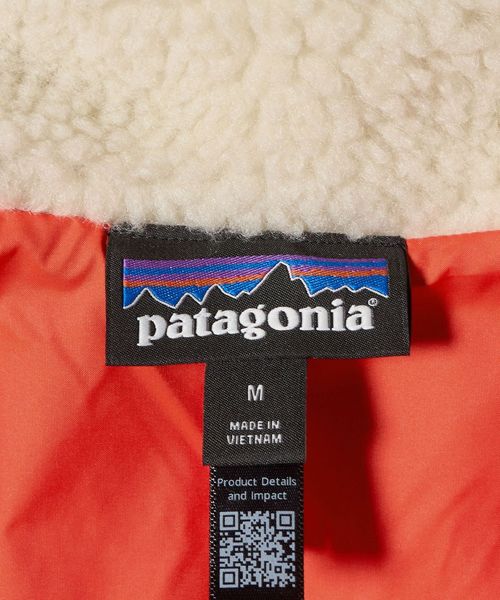 patagonia®
M
MADE IN
VIETNAM
Product Details
and Impact